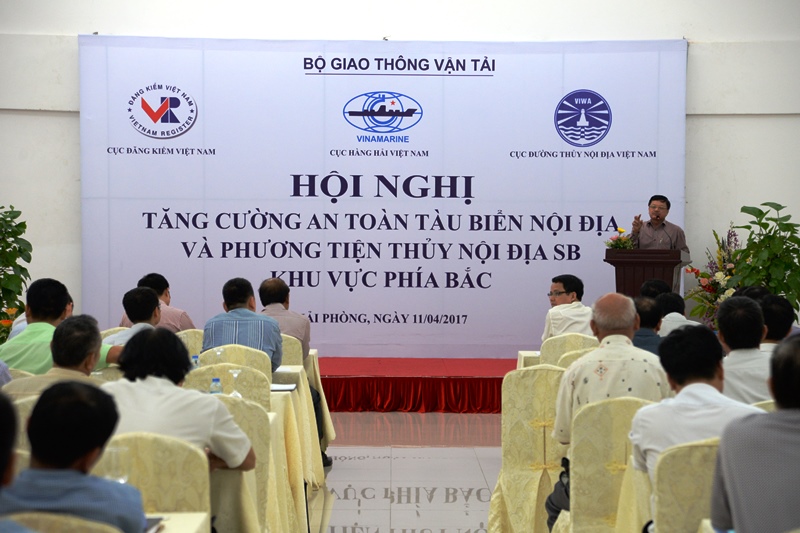 BỘ GIAO THÔNG VẬN TẢI
ĐĂNG KIỂM VIỆT NAM
VR
VIETNAM REGISTER
CỤC ĐĂNG KIỂM VIỆT NAM
VINAMARINE
CỤC HÀNG HẢI VIỆT NAM
VIWA
CỤC ĐƯỜNG THỦY NỘI ĐỊA VIỆT NAM
HỘI NGHỊ
TĂNG CƯỜNG AN TOÀN TÀU BIỂN NỘI ĐỊA
VÀ PHƯƠNG TIỆN THỦY NỘI ĐỊA SB
KHU VỰC PHÍA BẮC
ẢI PHÒNG, NGÀY 11/04/2017